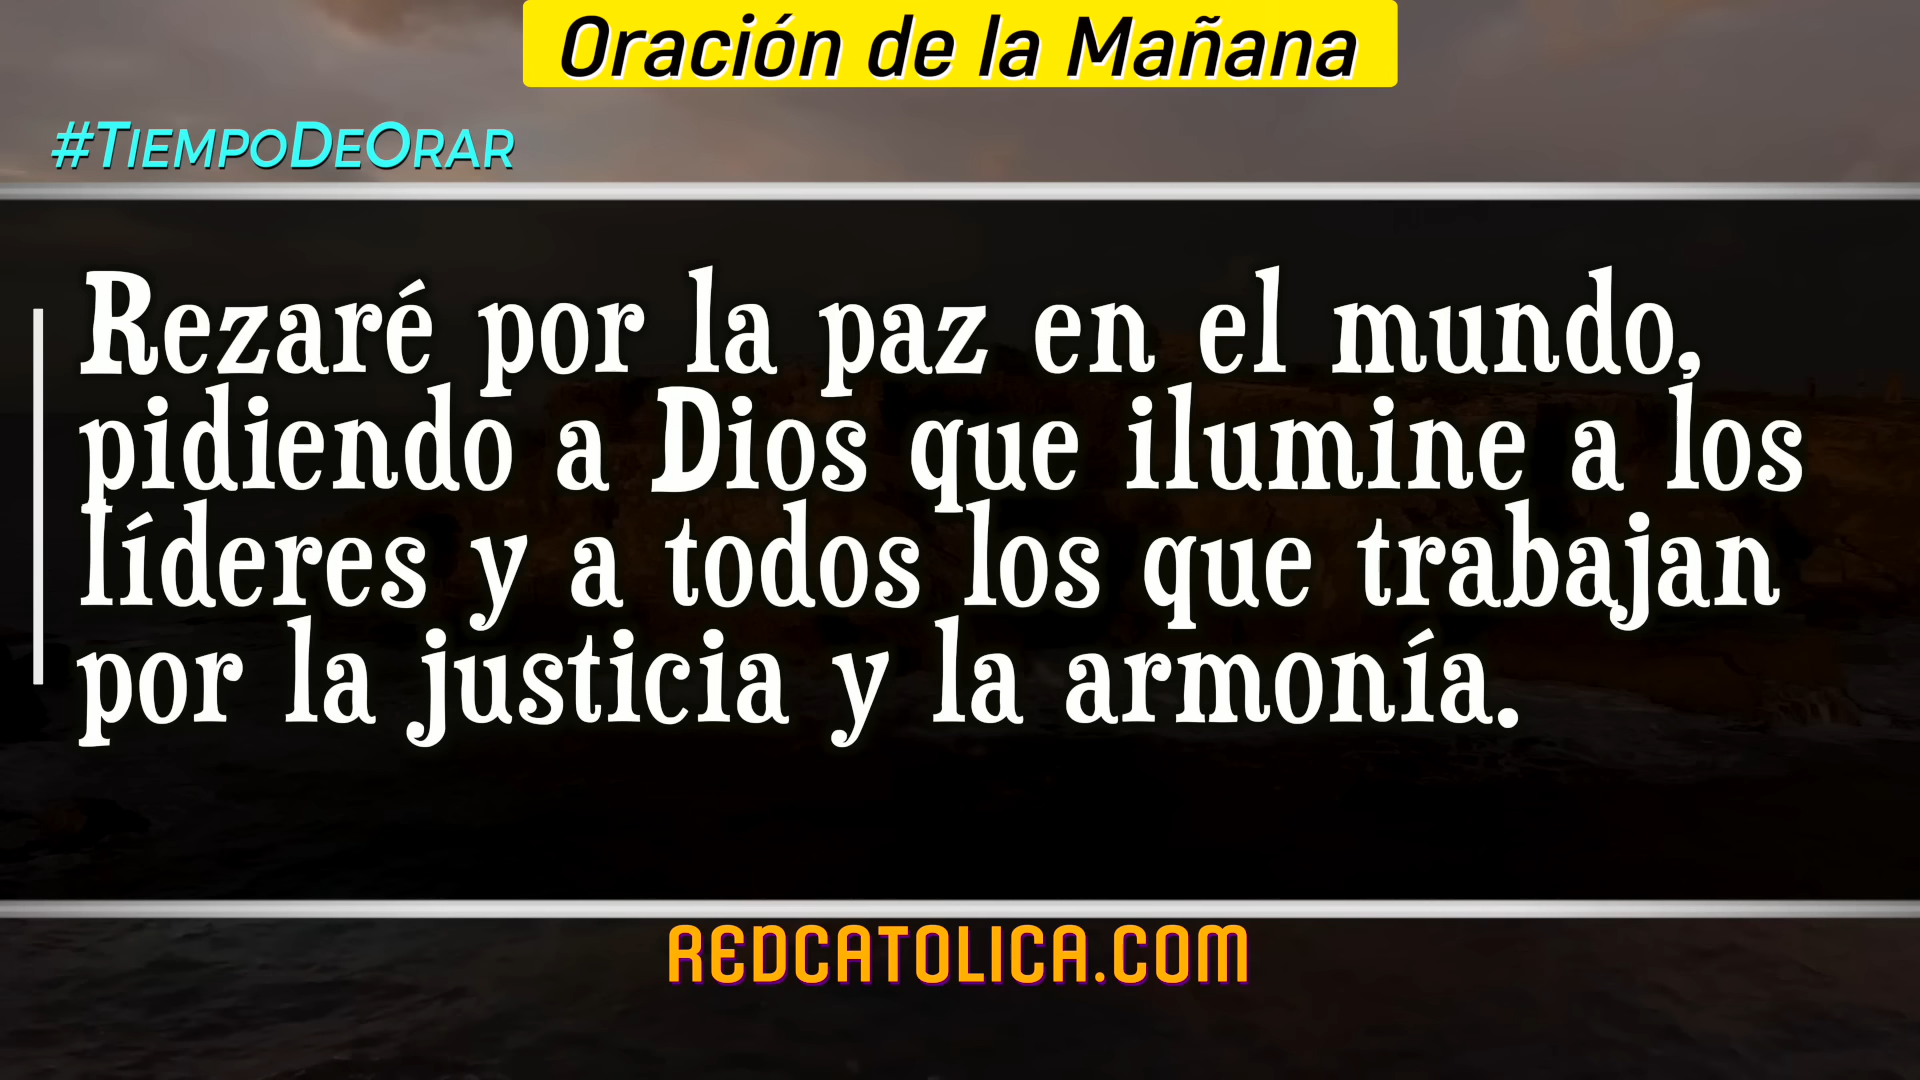 Oración de la Mañana
#TiempoDeOrar
Rezaré por la paz en el mundo,
pidiendo a Dios que ilumine a los
líderes y a todos los que trabajan
por la justicia y la armonía.
REDCATOLICA.COM